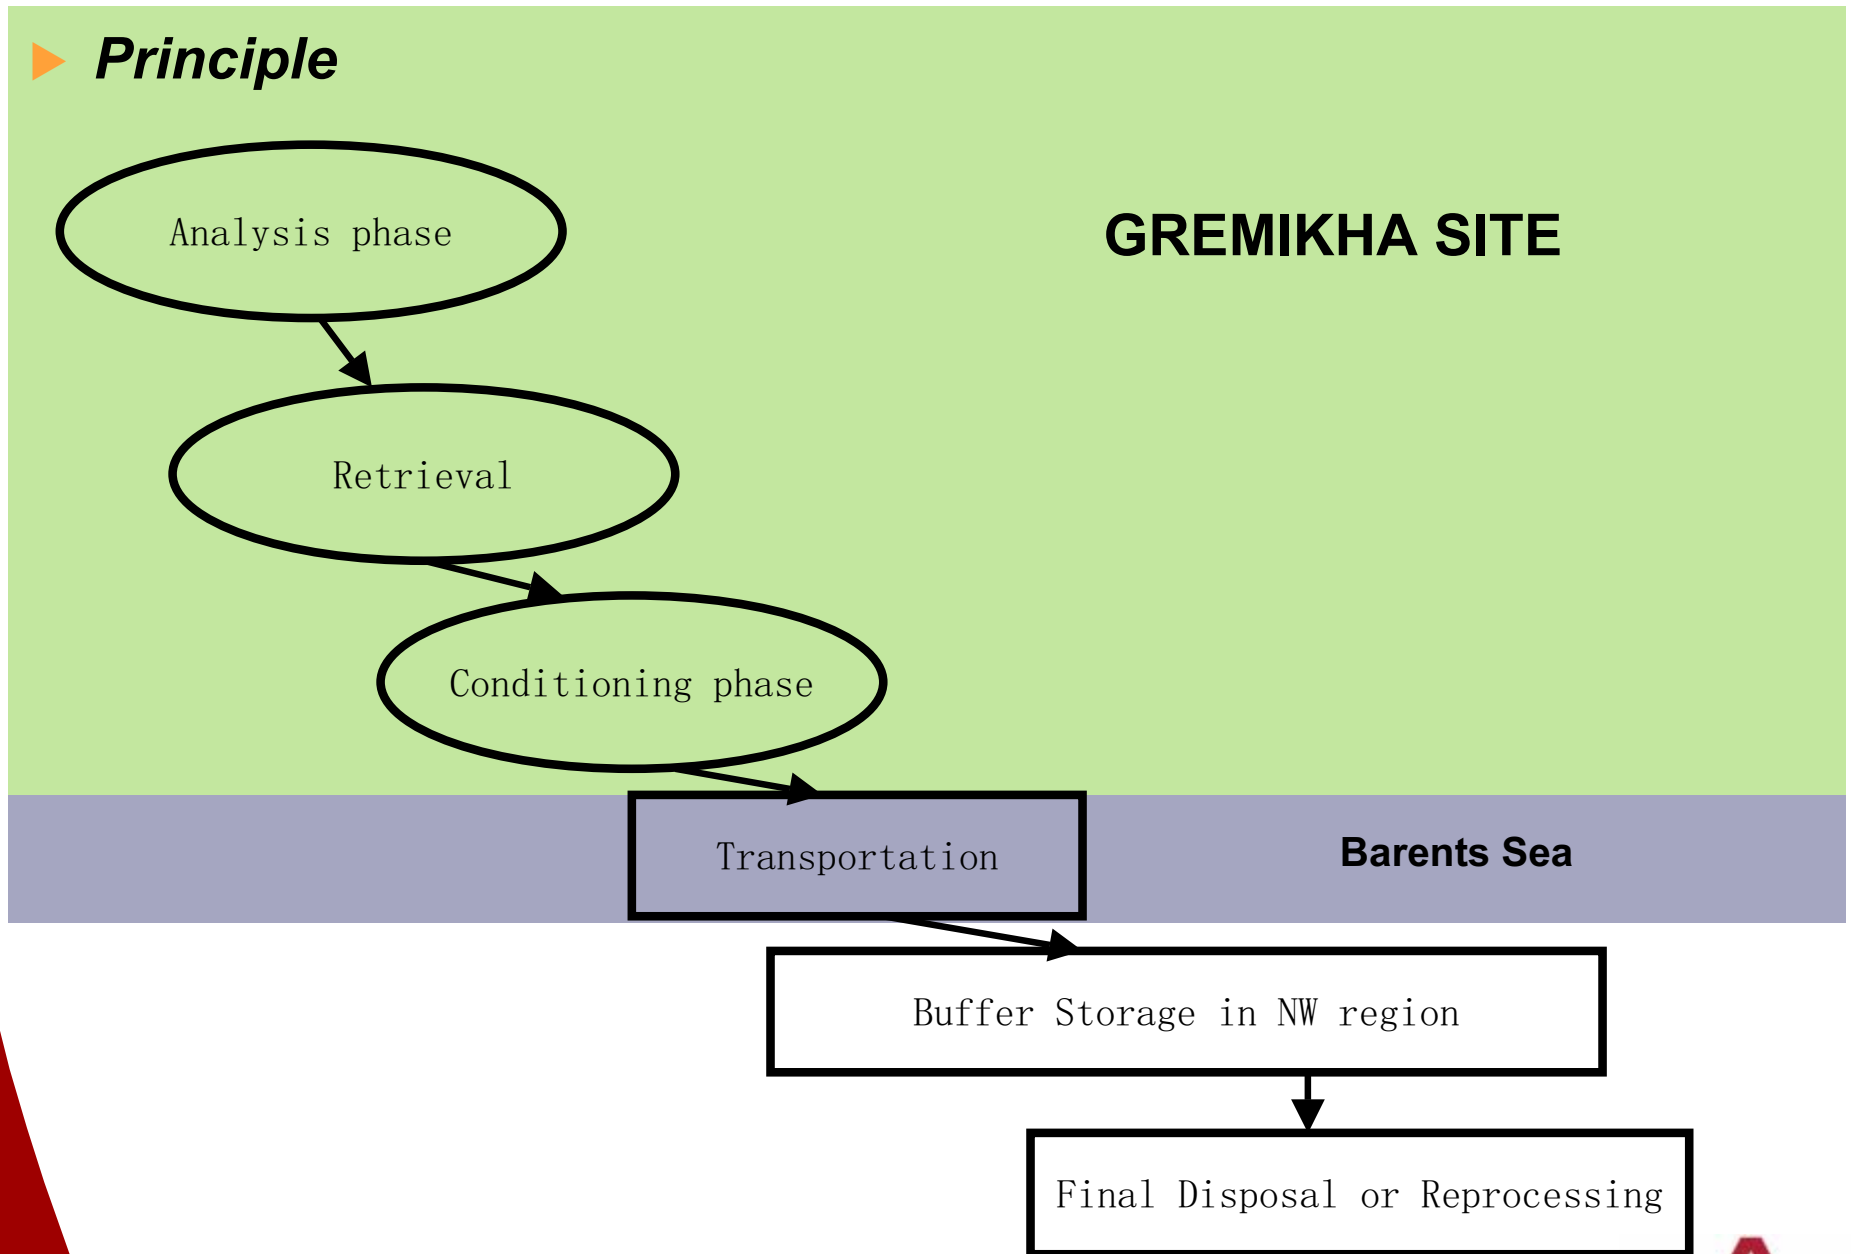 Principle
Analysis phase
GREMIKHA SITE
Retrieval
Conditioning phase
Transportation
Barents Sea
Buffer Storage in NW region
Final Disposal or Reprocessing